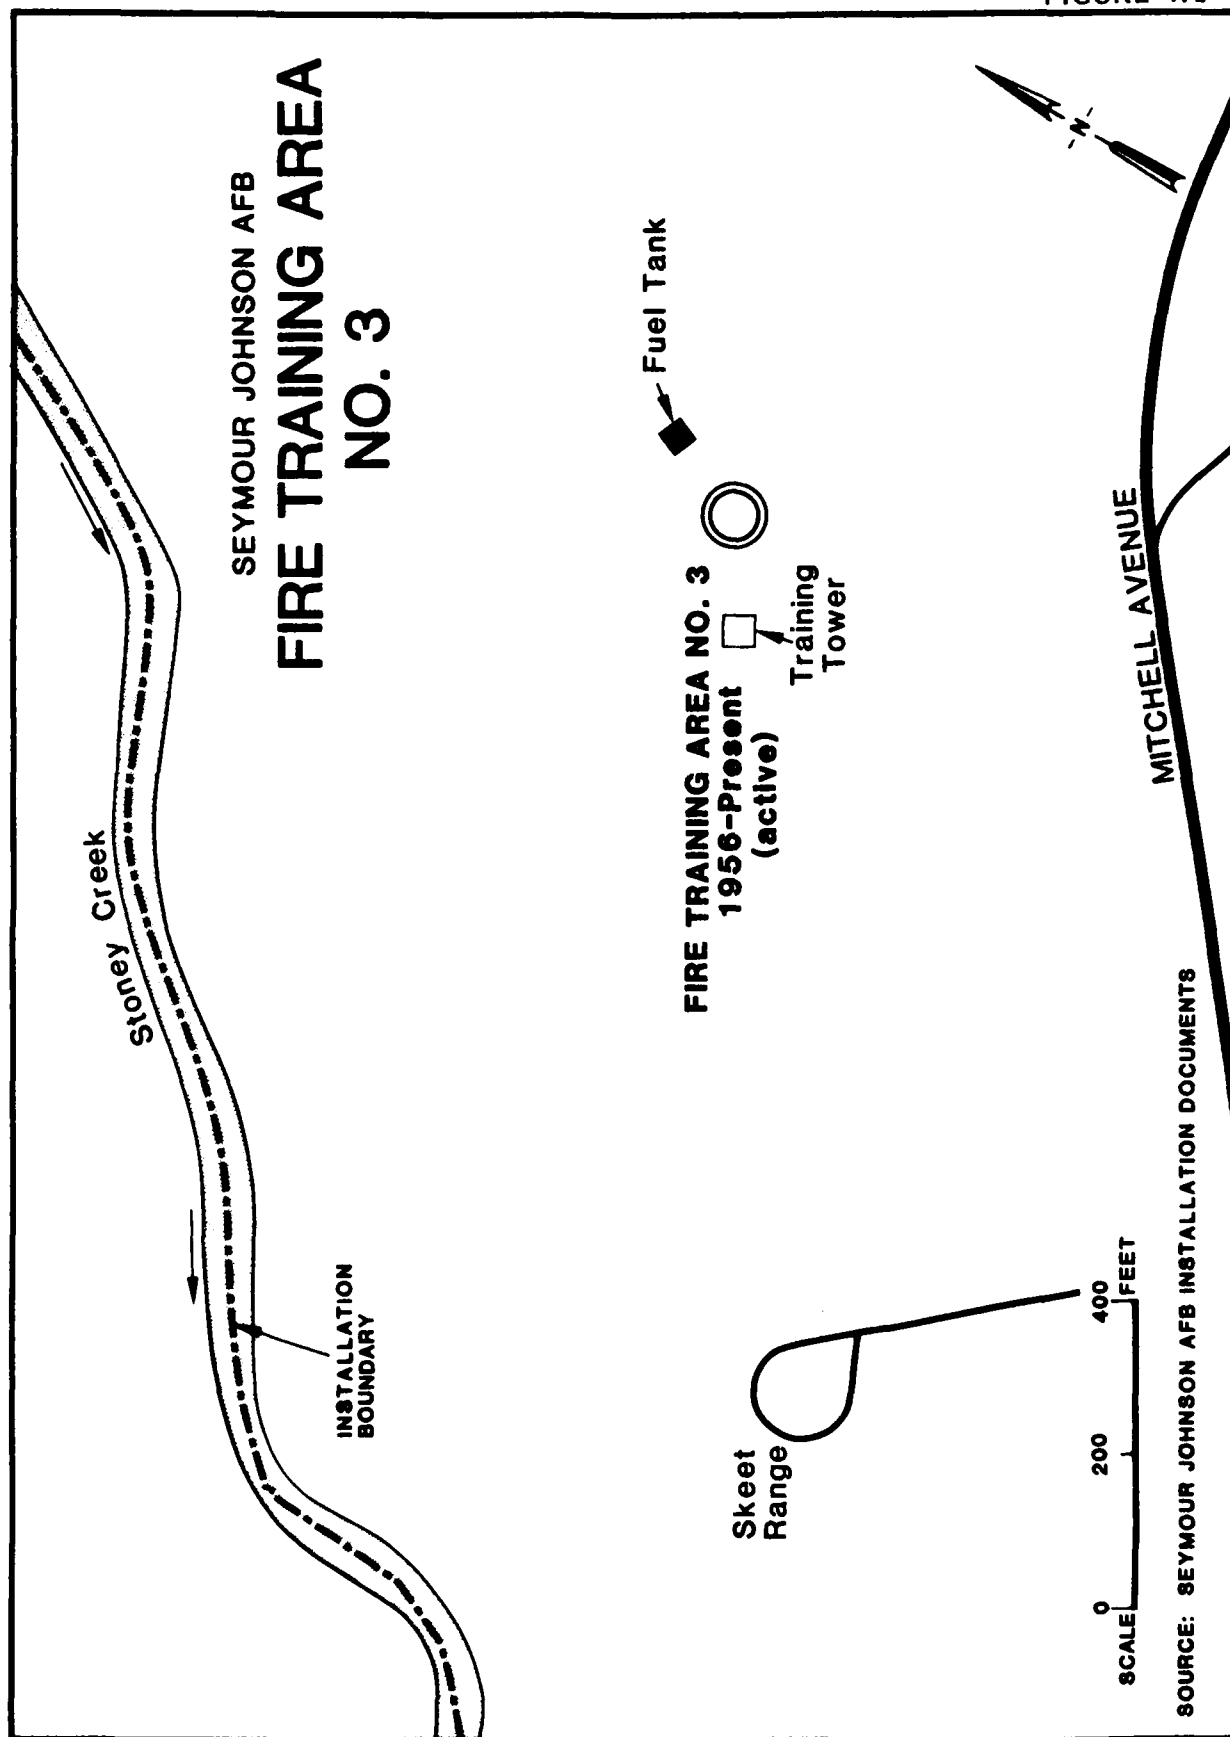 SEYMOUR JOHNSON AFB
FIRE TRAINING AREA
NO. 3
Stoney Creek
INSTALLATION
BOUNDARY
Fuel Tank
FIRE TRAINING AREA NO. 3
1956-Present
(active)
Training
Tower
-N-
MITCHELL AVENUE
Skeet
Range
SCALE
0
200
400
FEET
SOURCE: SEYMOUR JOHNSON AFB INSTALLATION DOCUMENTS